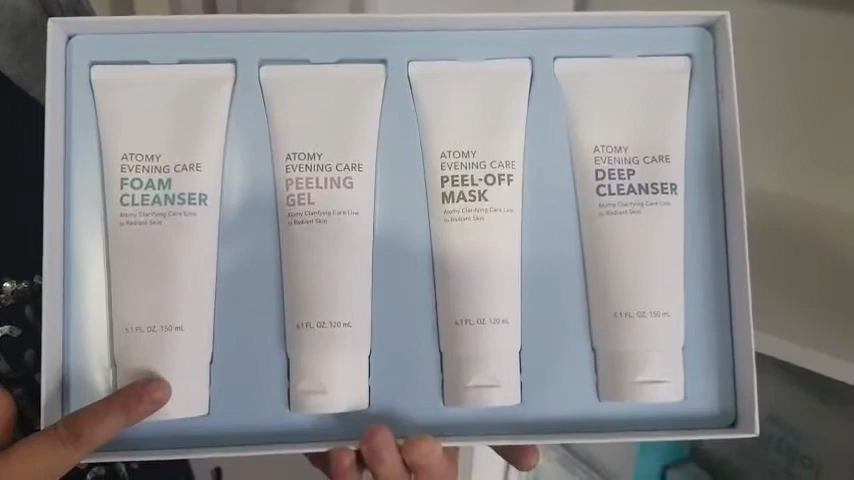 ATOMY
EVENING CARE
FOAM
CLEANSER
Atomy Clarifying Care Line
to Radiant Skin
5.1 FL. OZ. 150 mL
ATOMY
EVENING CARE
PEELING
GEL
Atomy Clarifying Care Line
to Radiant Skin
4.1 FL. OZ. 120 mL
ATOMY
EVENING CARE
PEEL-OFF
MASK
Atomy Clarifying Care Line
to Radiant Skin
4.1 FL. OZ. 120 mL
ATOMY
EVENING CARE
DEEP
CLEANSER
Atomy Clarifying Care Line
to Radiant Skin
5.1 FL. OZ. 150 mL